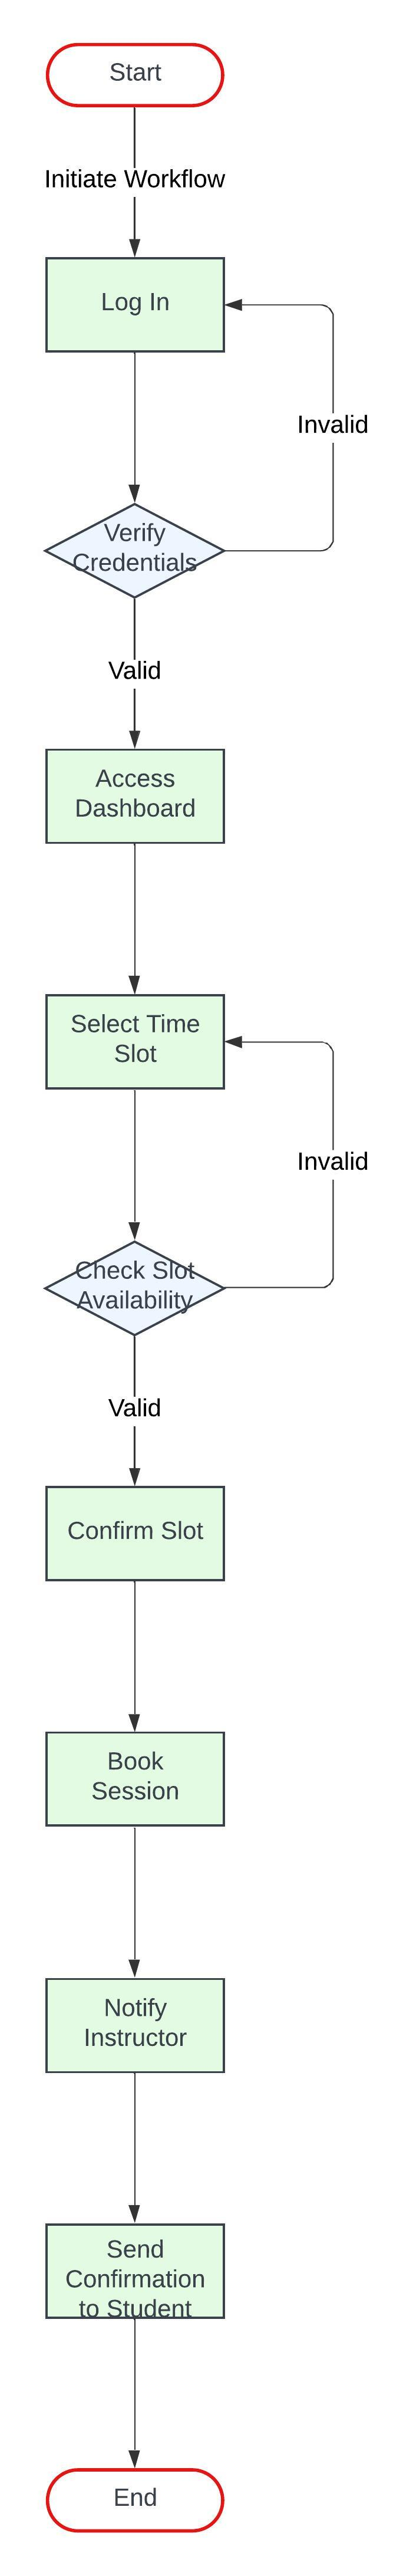 Start
Initiate Workflow
Log In
Invalid
Verify
Credentials
Valid
Access
Dashboard
Select Time
Slot
Invalid
Check Slot
Availability
Valid
Confirm Slot
Book
Session
Notify
Instructor
Send
Confirmation
to Student
End